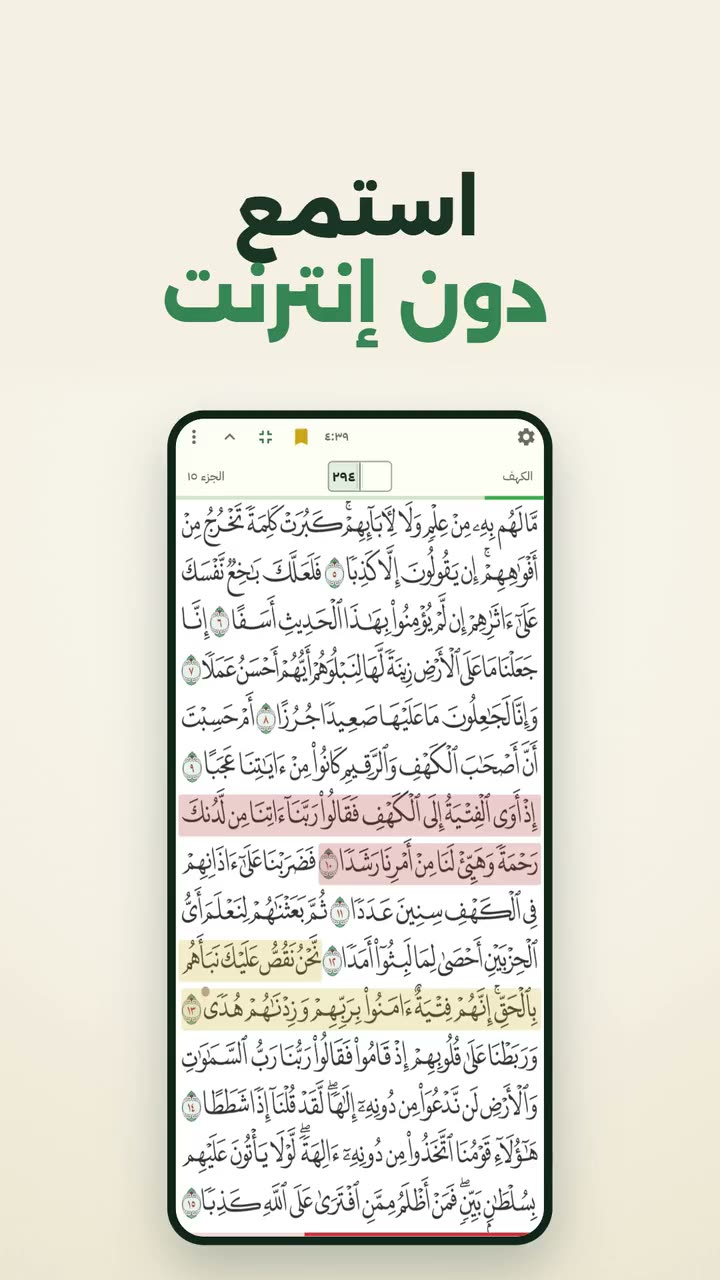 استمع
دون إنترنت
٤:٣٩
الكهف
٢٩٤
الجزء ١٥
مَّا لَهُم بِهِۦ مِنْ عِلْمٍ وَلَا لِأٓبَآئِهِمْۚ كَبُرَتْ كَلِمَةً تَخْرُجُ مِنْ
أَفْوَٰهِهِمْۚ إِن يَقُولُونَ إِلَّا كَذِبًا ٥ فَلَعَلَّكَ بَٰخِعٌ نَّفْسَكَ
عَلَىٰٓ ءَاثَٰرِهِمْ إِن لَّمْ يُؤْمِنُوا۟ بِهَٰذَا ٱلْحَدِيثِ أَسَفًا ٦ إِنَّا
جَعَلْنَا مَا عَلَى ٱلْأَرْضِ زِينَةً لَّهَا لِنَبْلُوَهُمْ أَيُّهُمْ أَحْسَنُ عَمَلًا ٧
وَإِنَّا لَجَٰعِلُونَ مَا عَلَيْهَا صَعِيدًا جُرُزًا ٨ أَمْ حَسِبْتَ
أَنَّ أَصْحَٰبَ ٱلْكَهْفِ وَٱلرَّقِيمِ كَانُوا۟ مِنْ ءَايَٰتِنَا عَجَبًا ٩
إِذْ أَوَى ٱلْفِتْيَةُ إِلَى ٱلْكَهْفِ فَقَالُوا۟ رَبَّنَآ ءَاتِنَا مِن لَّدُنكَ
رَحْمَةً وَهَيِّئْ لَنَا مِنْ أَمْرِنَا رَشَدًا ١٠ فَضَرَبْنَا عَلَىٰٓ ءَاذَانِهِمْ
فِى ٱلْكَهْفِ سِنِينَ عَدَدًا ١١ ثُمَّ بَعَثْنَٰهُمْ لِنَعْلَمَ أَىُّ
ٱلْحِزْبَيْنِ أَحْصَىٰ لِمَا لَبِثُوٓا۟ أَمَدًا ١٢ نَّحْنُ نَقُصُّ عَلَيْكَ نَبَأَهُم
بِٱلْحَقِّۚ إِنَّهُمْ فِتْيَةٌ ءَامَنُوا۟ بِرَبِّهِمْ وَزِدْنَٰهُمْ هُدًى ١٣
وَرَبَطْنَا عَلَىٰ قُلُوبِهِمْ إِذْ قَامُوا۟ فَقَالُوا۟ رَبُّنَا رَبُّ ٱلسَّمَٰوَٰتِ
وَٱلْأَرْضِ لَن نَّدْعُوَا۟ مِن دُونِهِۦٓ إِلَٰهًاۖ لَّقَدْ قُلْنَآ إِذًا شَطَطًا ١٤
هَٰٓؤُلَآءِ قَوْمُنَا ٱتَّخَذُوا۟ مِن دُونِهِۦٓ ءَالِهَةًۖ لَّوْلَا يَأْتُونَ عَلَيْهِم
بِسُلْطَٰنٍۭ بَيِّنٍۖ فَمَنْ أَظْلَمُ مِمَّنِ ٱفْتَرَىٰ عَلَى ٱللَّهِ كَذِبًا ١٥